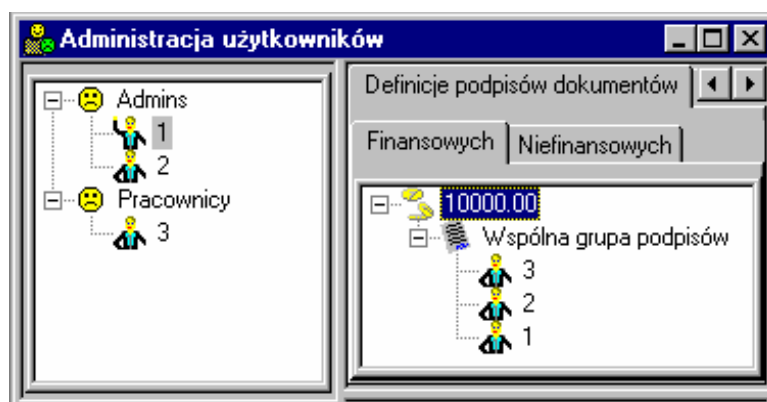 Administracja użytkowników
Admins
1
2
Pracownicy
3
Definicje podpisów dokumentów
Finansowych
Niefinansowych
10000.00
Wspólna grupa podpisów
3
2
1